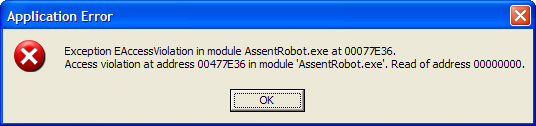 Application Error
Exception EAccessViolation in module AssentRobot.exe at 00077E36.
Access violation at address 00477E36 in module 'AssentRobot.exe'. Read of address 00000000.
OK